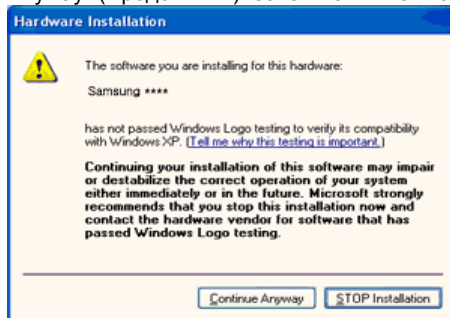 Hardware Installation
The software you are installing for this hardware:
Samsung ****
has not passed Windows Logo testing to verify its compatibility
with Windows XP. (Tell me why this testing is important.)
Continuing your installation of this software may impair
or destabilize the correct operation of your system
either immediately or in the future. Microsoft strongly
recommends that you stop this installation now and
contact the hardware vendor for software that has
passed Windows Logo testing.
Continue Anyway STOP Installation